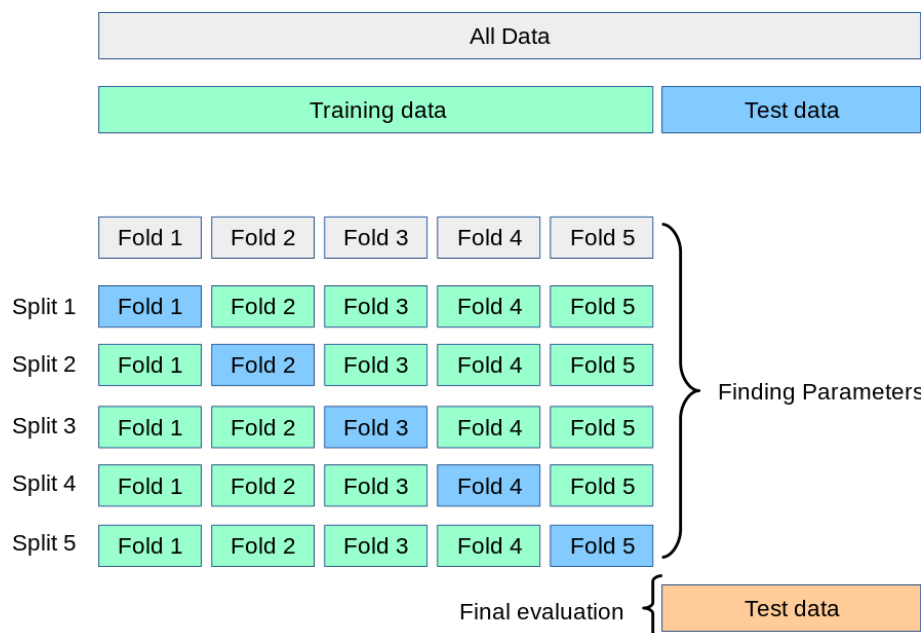 All Data
Training data Test data
Fold 1 Fold 2 Fold 3 Fold 4 Fold 5
Split 1 Fold 1 Fold 2 Fold 3 Fold 4 Fold 5
Split 2 Fold 1 Fold 2 Fold 3 Fold 4 Fold 5
Finding Parameters
Split 3 Fold 1 Fold 2 Fold 3 Fold 4 Fold 5
Split 4 Fold 1 Fold 2 Fold 3 Fold 4 Fold 5
Split 5 Fold 1 Fold 2 Fold 3 Fold 4 Fold 5
Final evaluation Test data